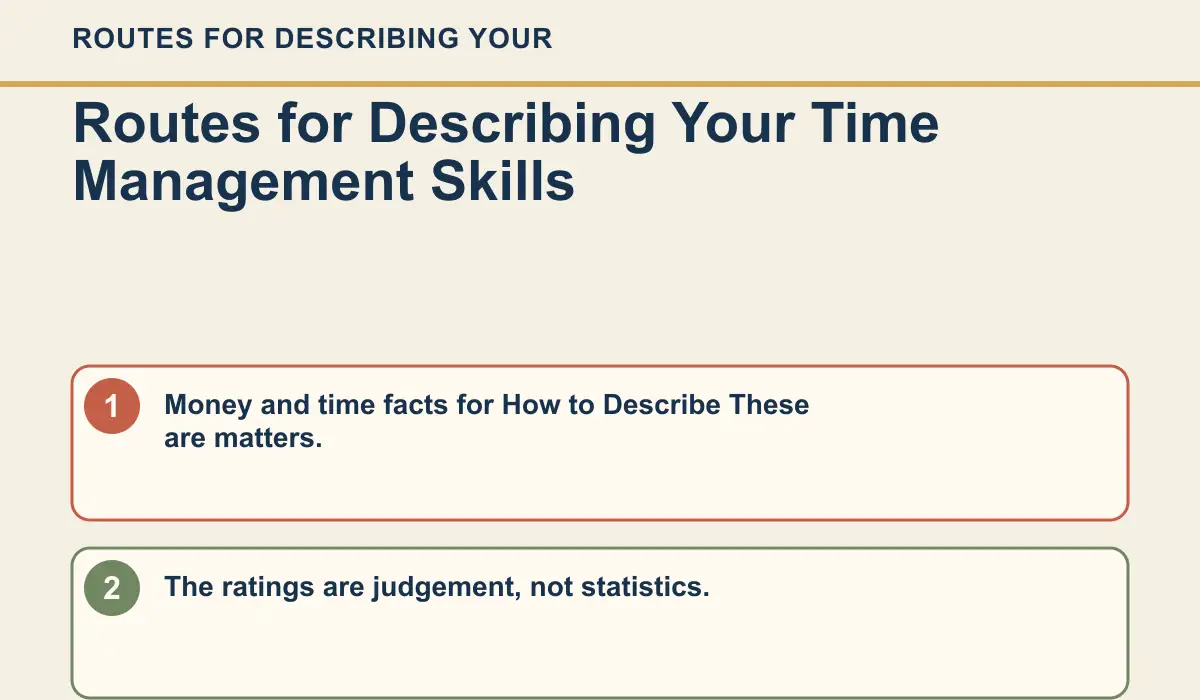 ROUTES FOR DESCRIBING YOUR
Routes for Describing Your Time
Management Skills
1
Money and time facts for How to Describe These
are matters.
2
The ratings are judgement, not statistics.